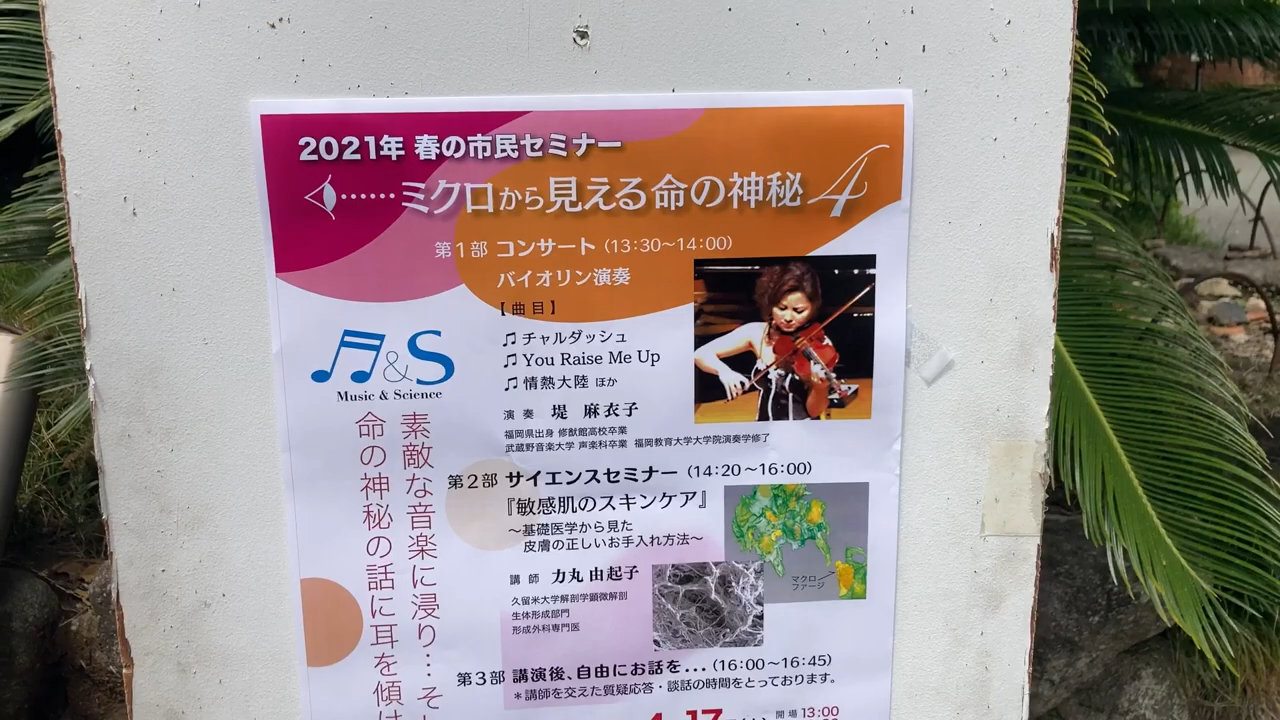 2021年 春の市民セミナー
……ミクロから見える命の神秘 4
第1部 コンサート（13:30～14:00）
バイオリン演奏
【曲目】
♫ チャルダッシュ
♫ You Raise Me Up
♫ 情熱大陸 ほか
演奏 堤 麻衣子
福岡県出身 修猷館高校卒業
武蔵野音楽大学 声楽科卒業 福岡教育大学大学院演奏学修了
&S
Music & Science
素敵な音楽に浸り…そ
命の神秘の話に耳を傾け
第2部 サイエンスセミナー（14:20～16:00）
『敏感肌のスキンケア』
～基礎医学から見た
皮膚の正しいお手入れ方法～
マクロ
ファージ
講師 力丸 由起子
久留米大学解剖学顕微解剖
生体形成部門
形成外科専門医
第3部 講演後、自由にお話を...（16:00～16:45）
＊講師を交えた質疑応答・談話の時間をとっております。
4.17
開場 13:00